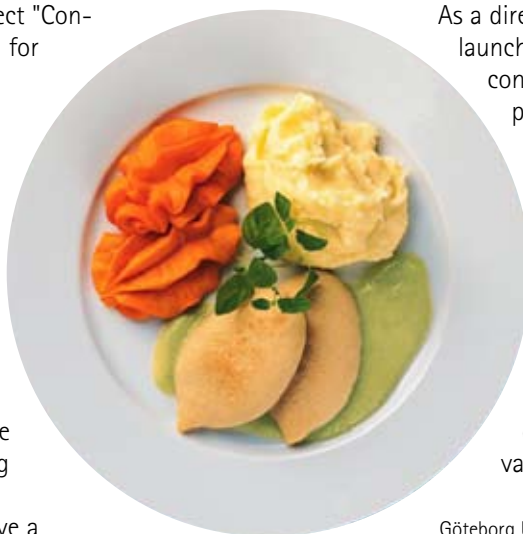 ect "Con-
for
e
g
ve a
As a dire
launch
con
p
va
Göteborg